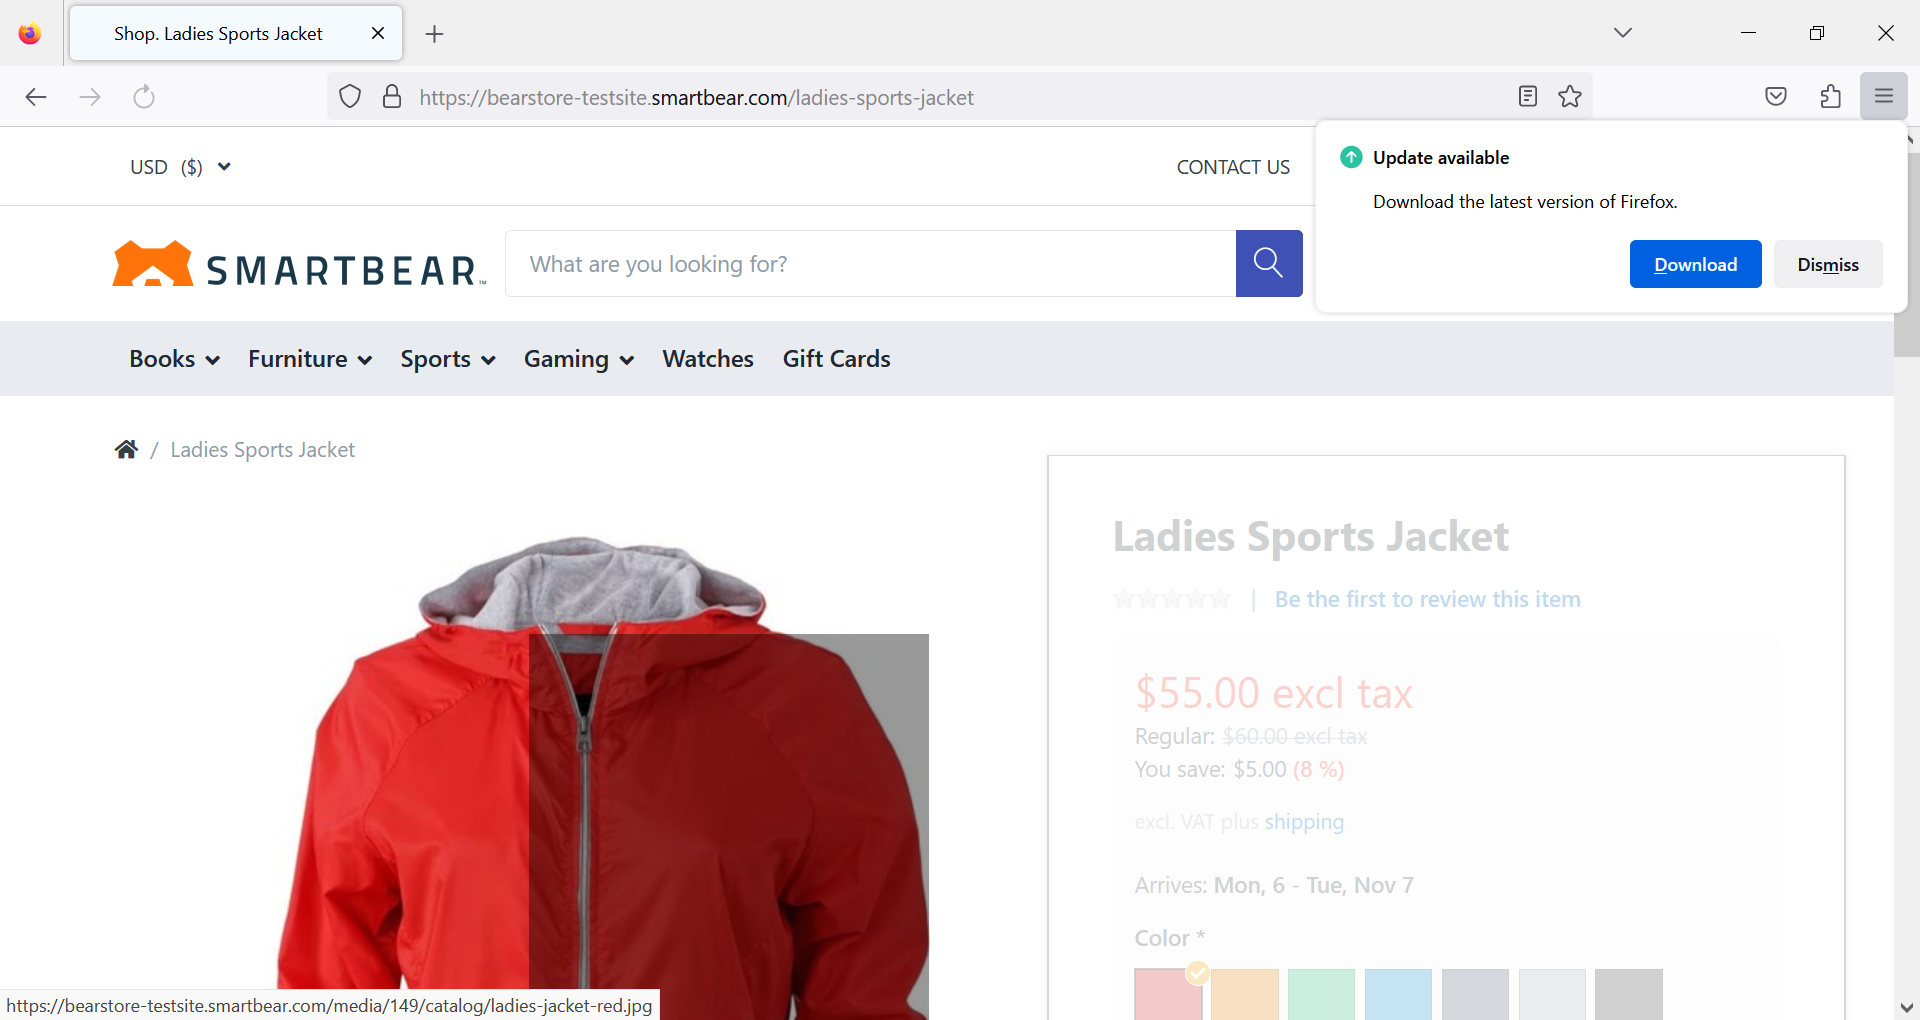 Shop. Ladies Sports Jacket
https://bearstore-testsite.smartbear.com/ladies-sports-jacket
Update available
Download the latest version of Firefox.
Download
Dismiss
USD ($)
CONTACT US
SMARTBEAR™
What are you looking for?
Books
Furniture
Sports
Gaming
Watches
Gift Cards
/ Ladies Sports Jacket
Ladies Sports Jacket
| Be the first to review this item
$55.00 excl tax
Regular: $60.00 excl tax
You save: $5.00 (8 %)
excl. VAT plus shipping
Arrives: Mon, 6 - Tue, Nov 7
Color *
https://bearstore-testsite.smartbear.com/media/149/catalog/ladies-jacket-red.jpg